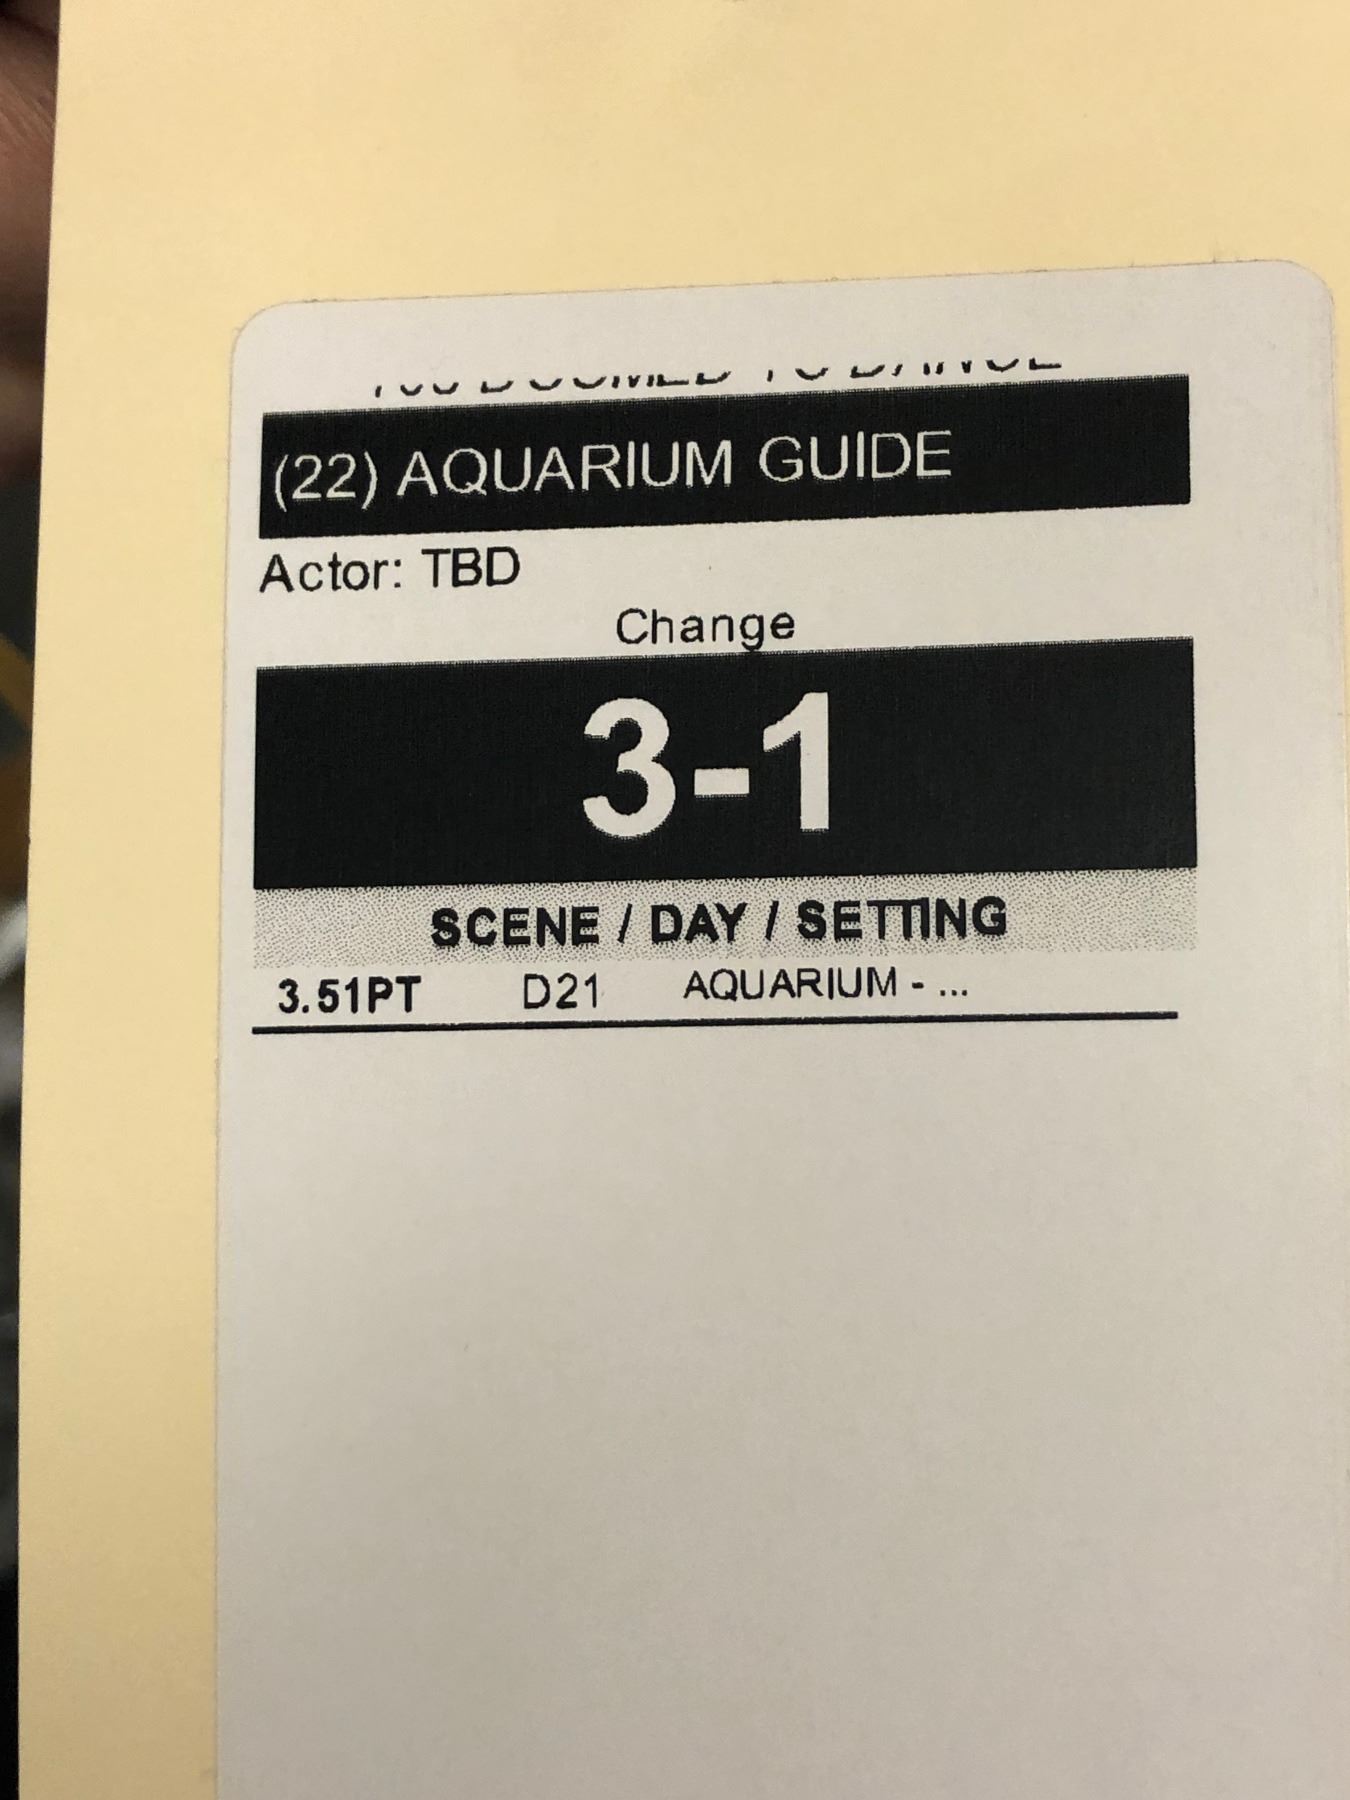 (22) AQUARIUM GUIDE
Actor: TBD
Change
3-1
SCENE / DAY / SETTING
3.51PT D21 AQUARIUM - ...